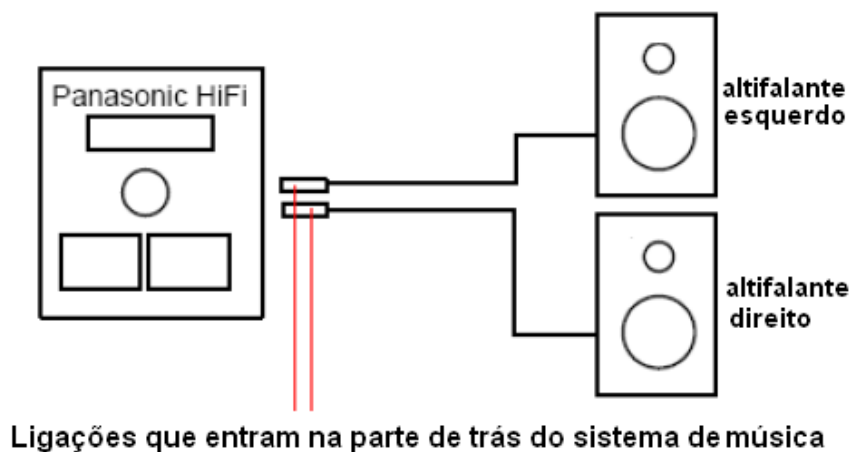 Panasonic HiFi
altifalante
esquerdo
altifalante
direito
Ligações que entram na parte de trás do sistema de música